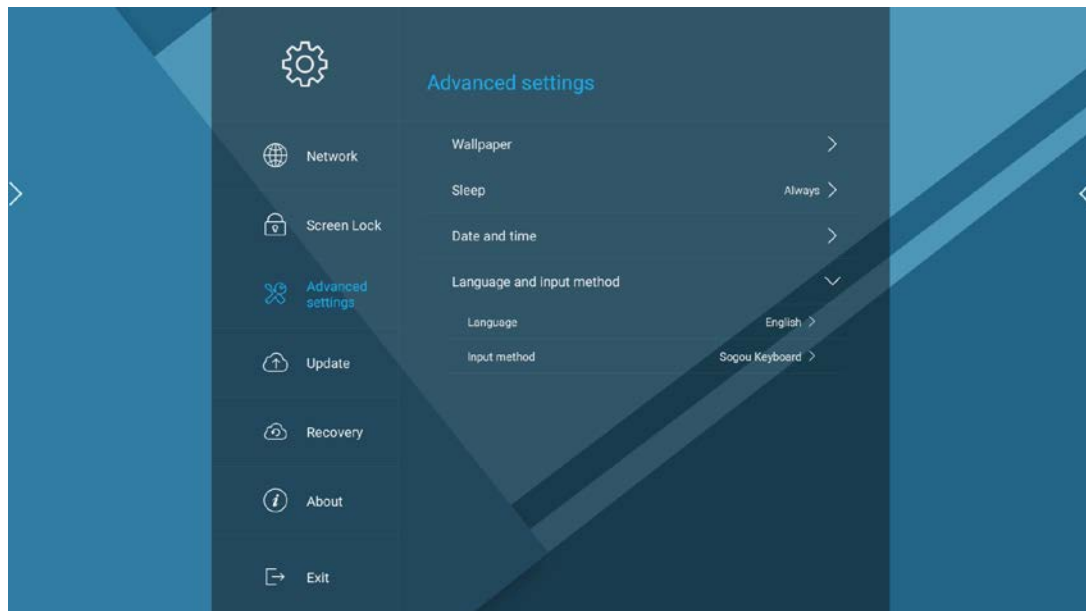 Advanced settings
Network
Screen Lock
Advanced
settings
Update
Recovery
About
Exit
Wallpaper
Sleep
Always
Date and time
Language and input method
Language
English
Input method
Sogou Keyboard